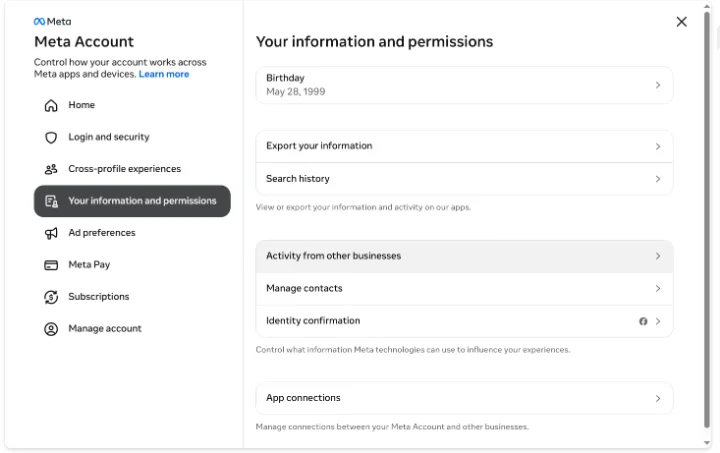 Meta
Meta Account
Control how your account works across
Meta apps and devices. Learn more
Home
Login and security
Cross-profile experiences
Your information and permissions
Ad preferences
Meta Pay
Subscriptions
Manage account
Your information and permissions
Birthday
May 28, 1999
Export your information
Search history
View or export your information and activity on our apps.
Activity from other businesses
Manage contacts
Identity confirmation
Control what information Meta technologies can use to influence your experiences.
App connections
Manage connections between your Meta Account and other businesses.